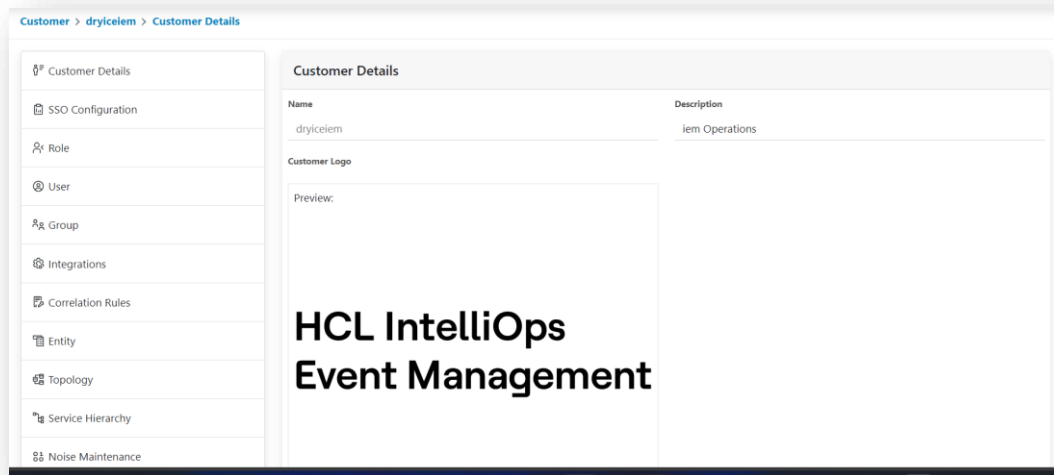 Customer > dryiceiem > Customer Details
Customer Details
SSO Configuration
Role
User
Group
Integrations
Correlation Rules
Entity
Topology
Service Hierarchy
Noise Maintenance
Customer Details
Name
Description
dryiceiem
iem Operations
Customer Logo
Preview:
HCL IntelliOps
Event Management